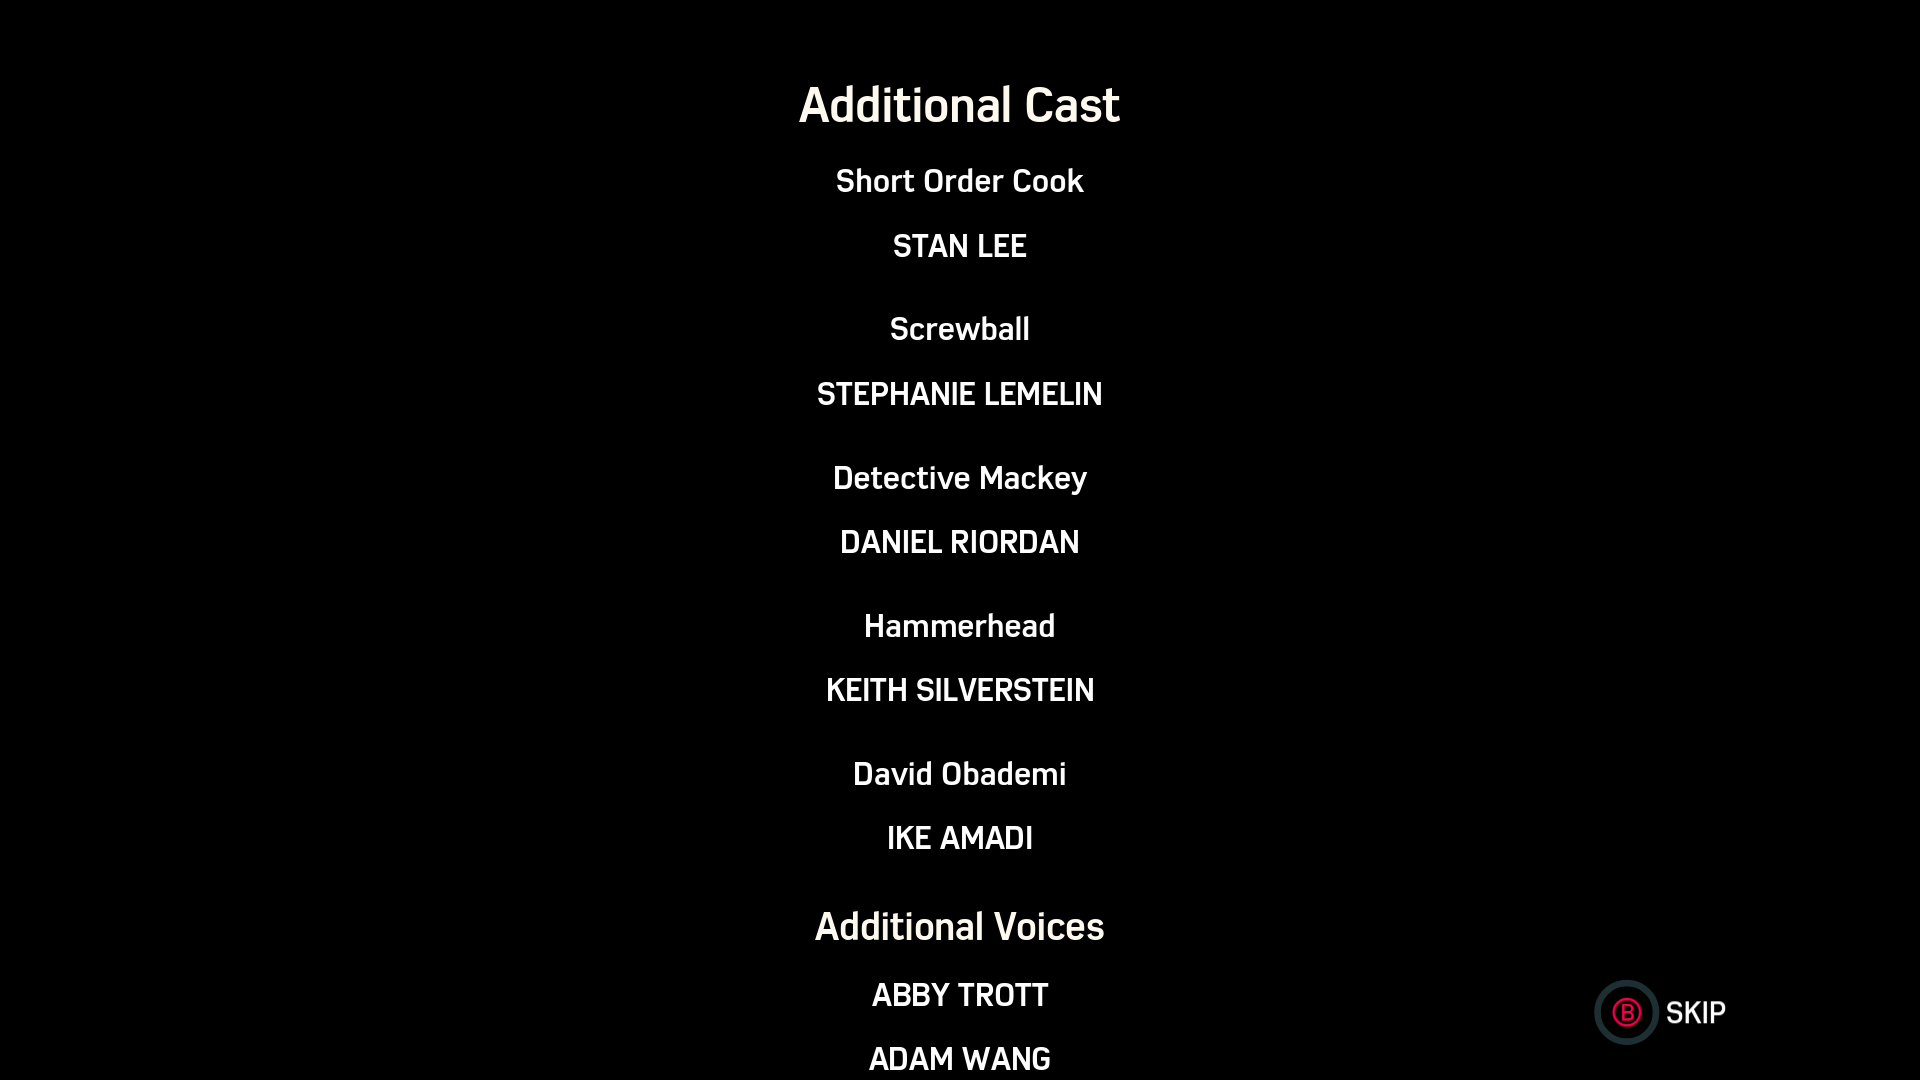 Additional Cast
Short Order Cook
STAN LEE
Screwball
STEPHANIE LEMELIN
Detective Mackey
DANIEL RIORDAN
Hammerhead
KEITH SILVERSTEIN
David Obademi
IKE AMADI
Additional Voices
ABBY TROTT
ADAM WANG
B SKIP